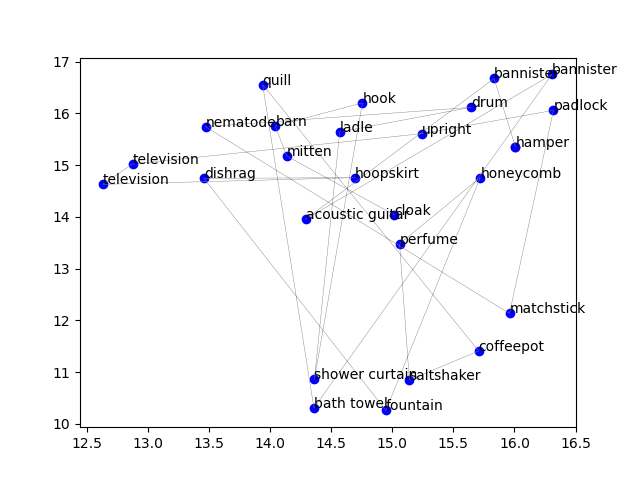 17
16
15
14
13
12
11
10
12.5 13.0 13.5 14.0 14.5 15.0 15.5 16.0 16.5
quill
bannister
bannister
hook
drum
padlock
nematode
barn
ladle
upright
hamper
mitten
television
television
dishrag
hoopskirt
honeycomb
acoustic guitar
cloak
perfume
matchstick
coffeepot
shower curtain
saltshaker
bath towel
fountain